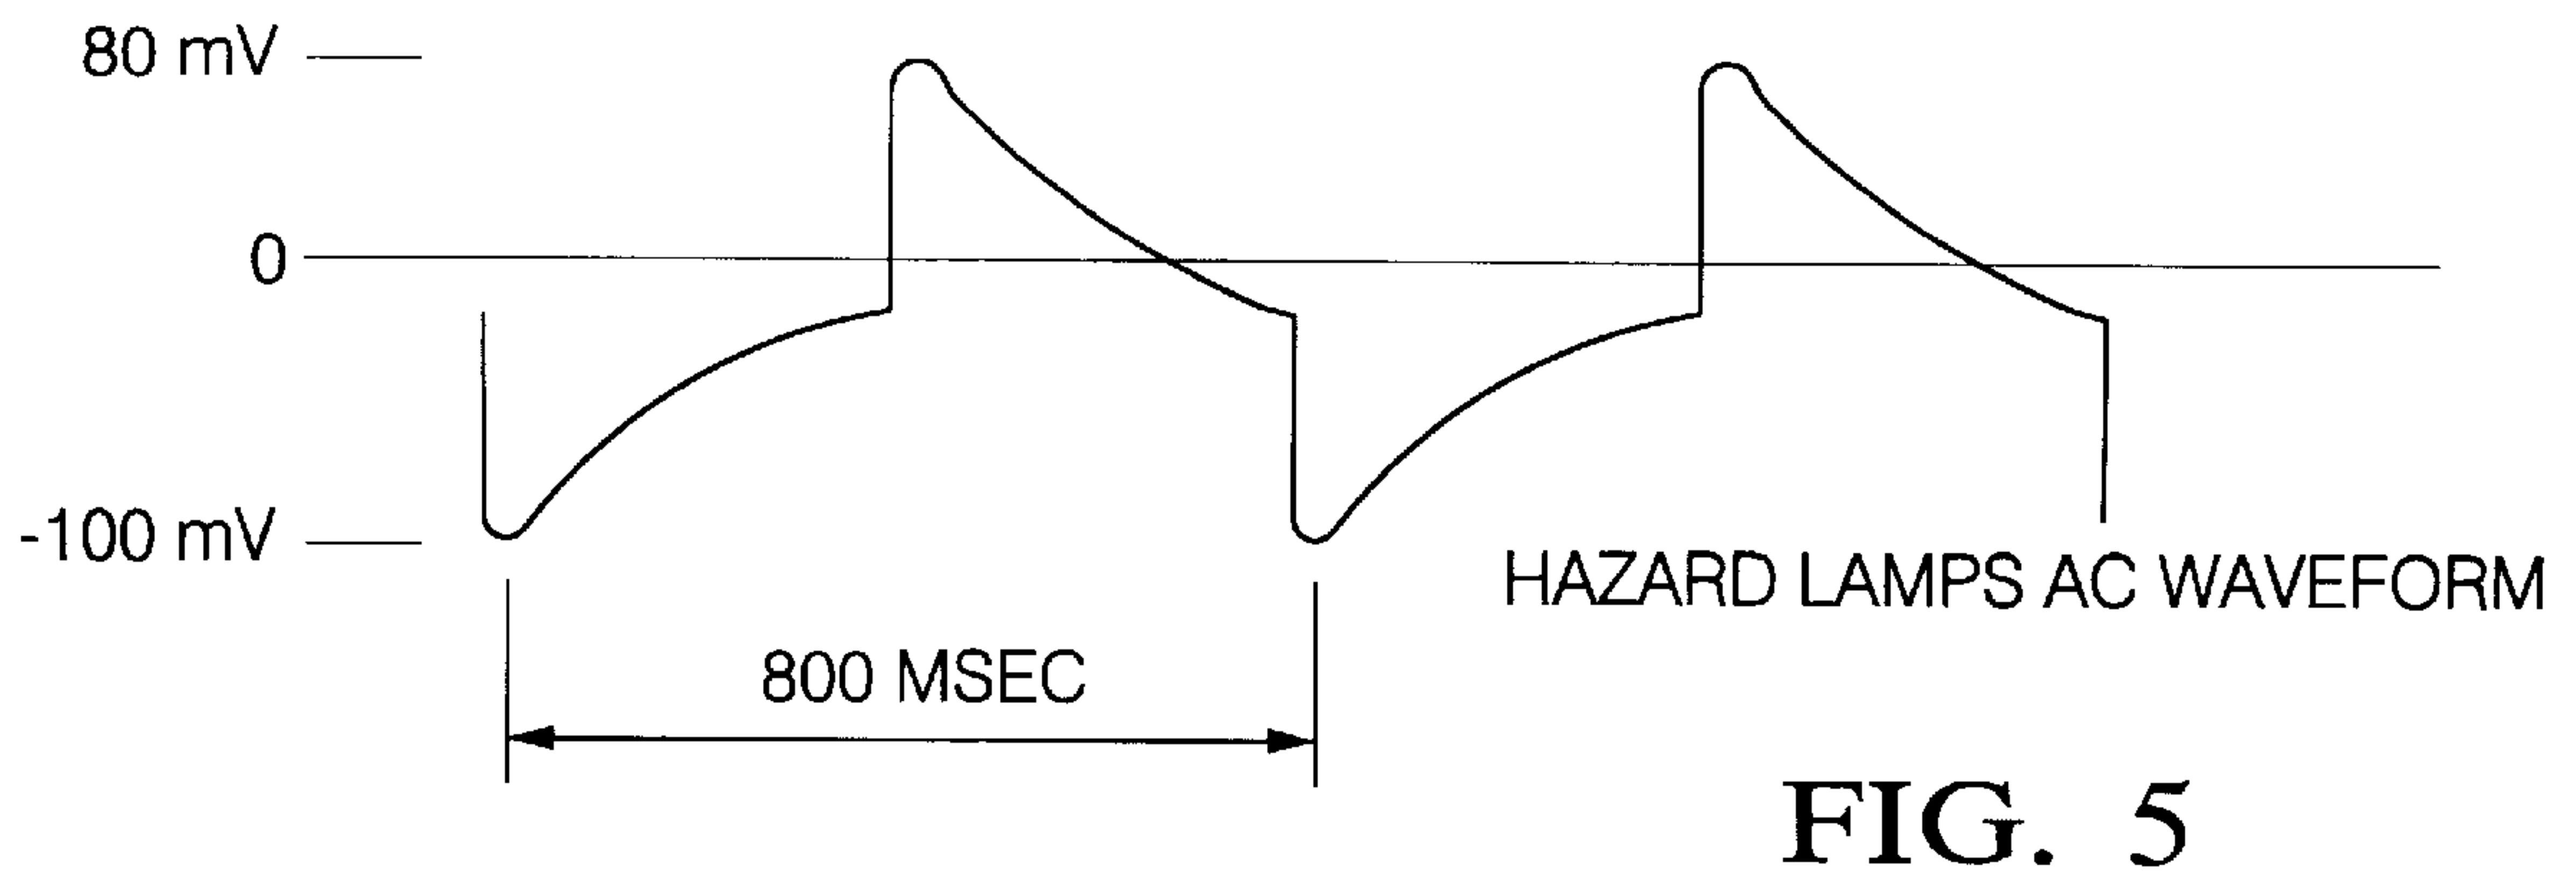 80 mV
0
-100 mV
HAZARD LAMPS AC WAVEFORM
800 MSEC
FIG. 5